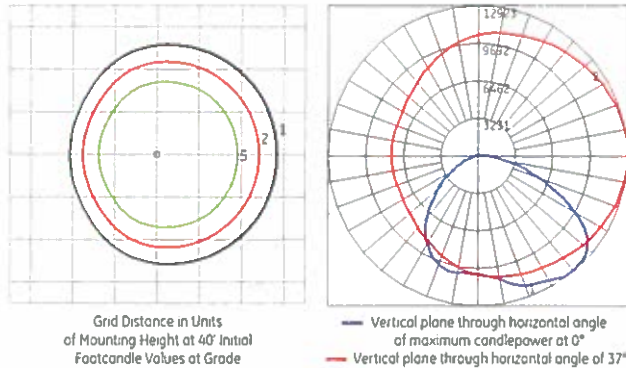 12923
9692
6462
3231
2
1
.5
2
1
Grid Distance in Units
of Mounting Height at 40' Initial
Footcandle Values at Grade
Vertical plane through horizontal angle
of maximum candlepower at 0°
Vertical plane through horizontal angle of 37°